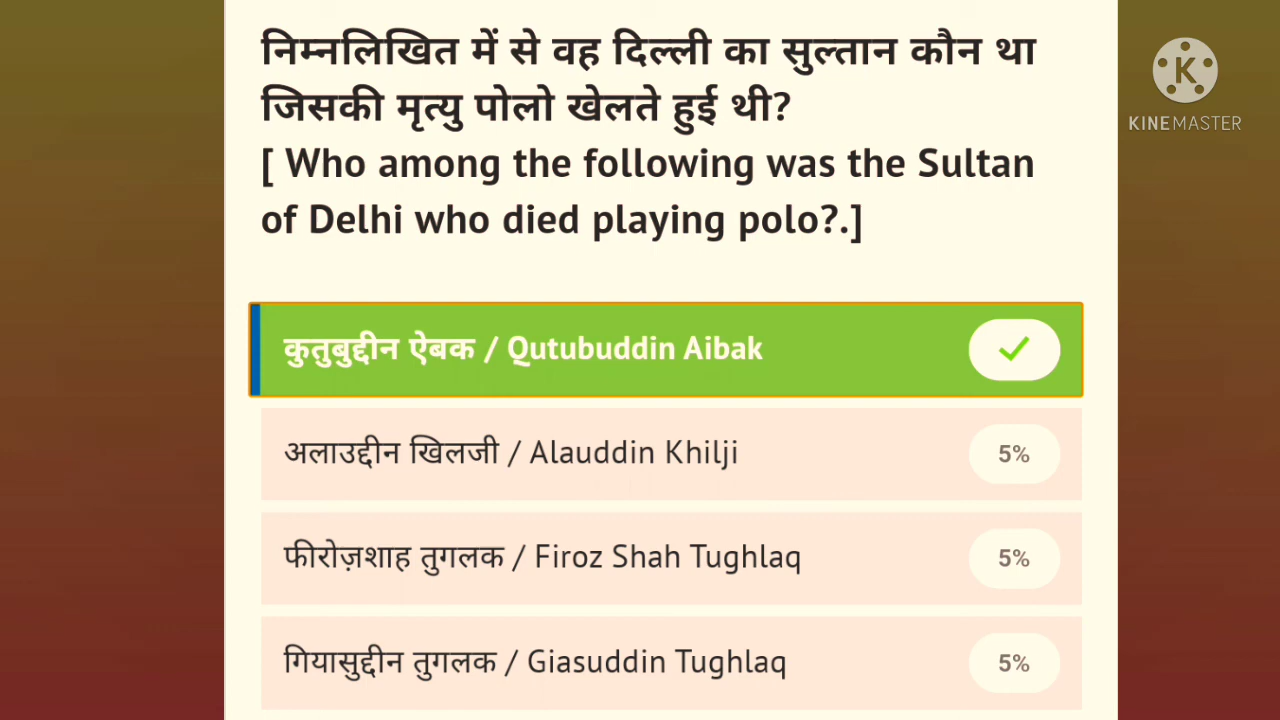 निम्नलिखित में से वह दिल्ली का सुल्तान कौन था
जिसकी मृत्यु पोलो खेलते हुई थी?
[ Who among the following was the Sultan
of Delhi who died playing polo?.]
कुतुबुद्दीन ऐबक / Qutubuddin Aibak
अलाउद्दीन खिलजी / Alauddin Khilji
5%
फीरोज़शाह तुगलक / Firoz Shah Tughlaq
5%
गियासुद्दीन तुगलक / Giasuddin Tughlaq
5%
K
KINEMASTER